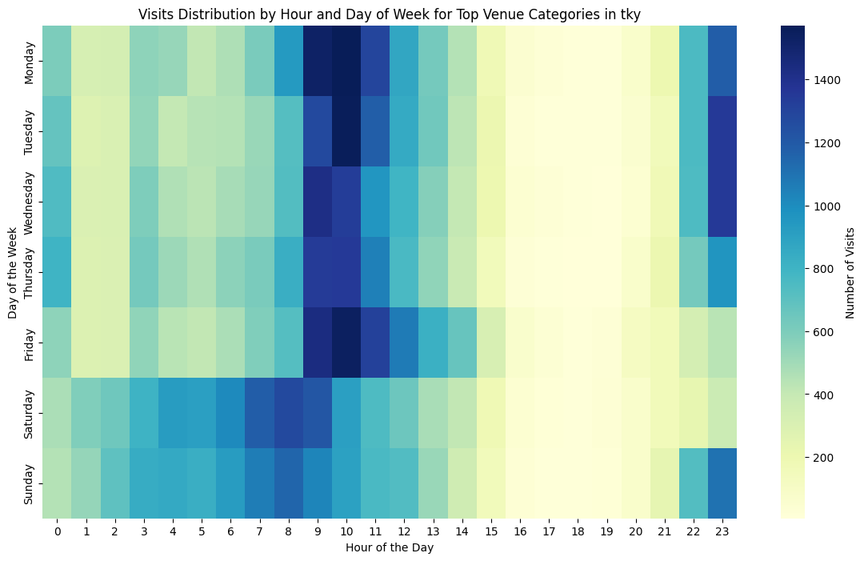 Visits Distribution by Hour and Day of Week for Top Venue Categories in tky
Day of the Week
Monday
Tuesday
Wednesday
Thursday
Friday
Saturday
Sunday
0 1 2 3 4 5 6 7 8 9 10 11 12 13 14 15 16 17 18 19 20 21 22 23
Hour of the Day
1400
1200
1000
800
600
400
200
Number of Visits